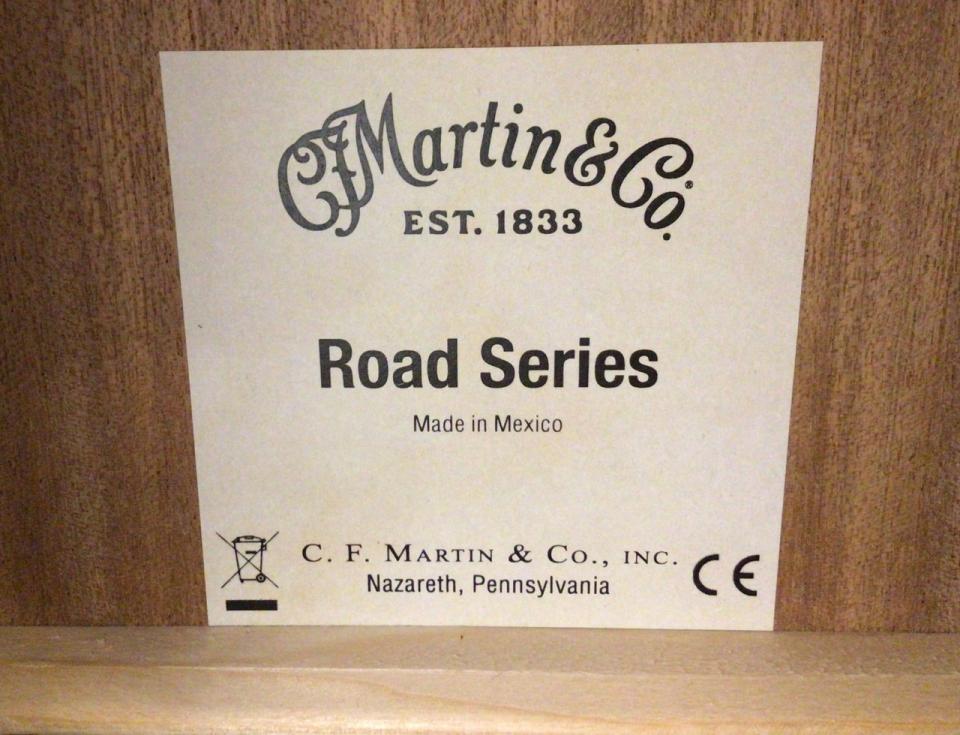 CFMartin & Co.®
EST. 1833
Road Series
Made in Mexico
C. F. MARTIN & CO., INC.
Nazareth, Pennsylvania
CE